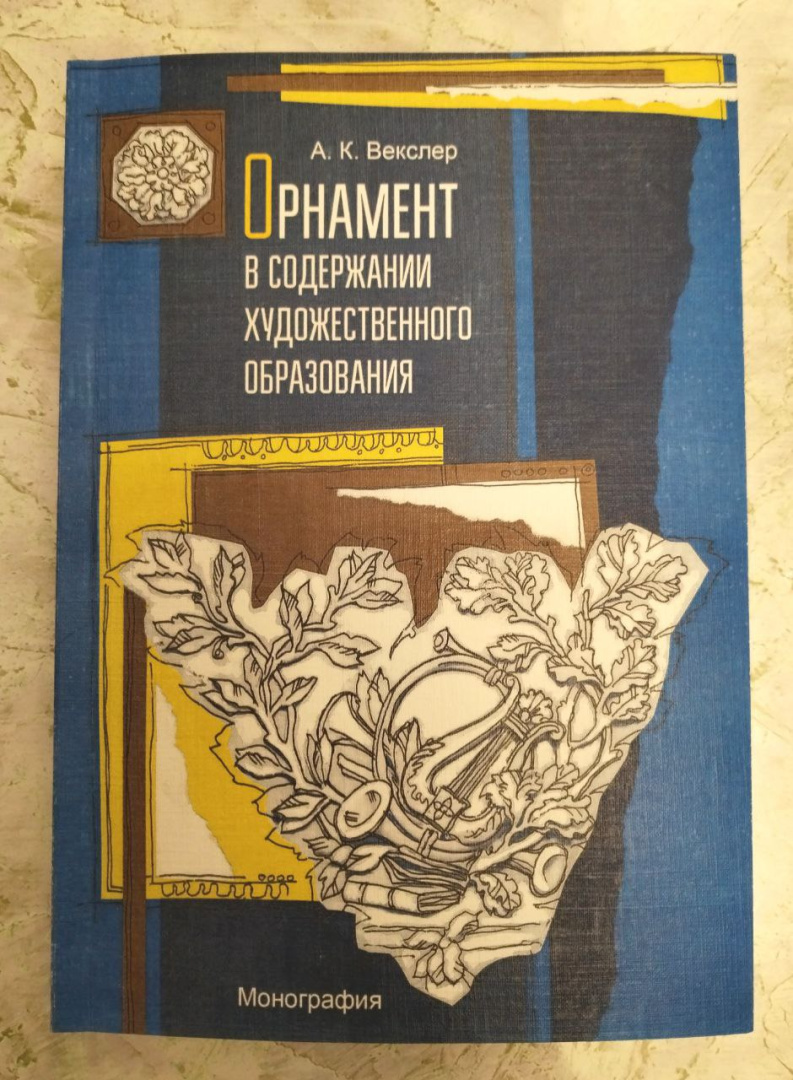 А. К. Векслер
ОРНАМЕНТ
В СОДЕРЖАНИИ
ХУДОЖЕСТВЕННОГО
ОБРАЗОВАНИЯ
Монография